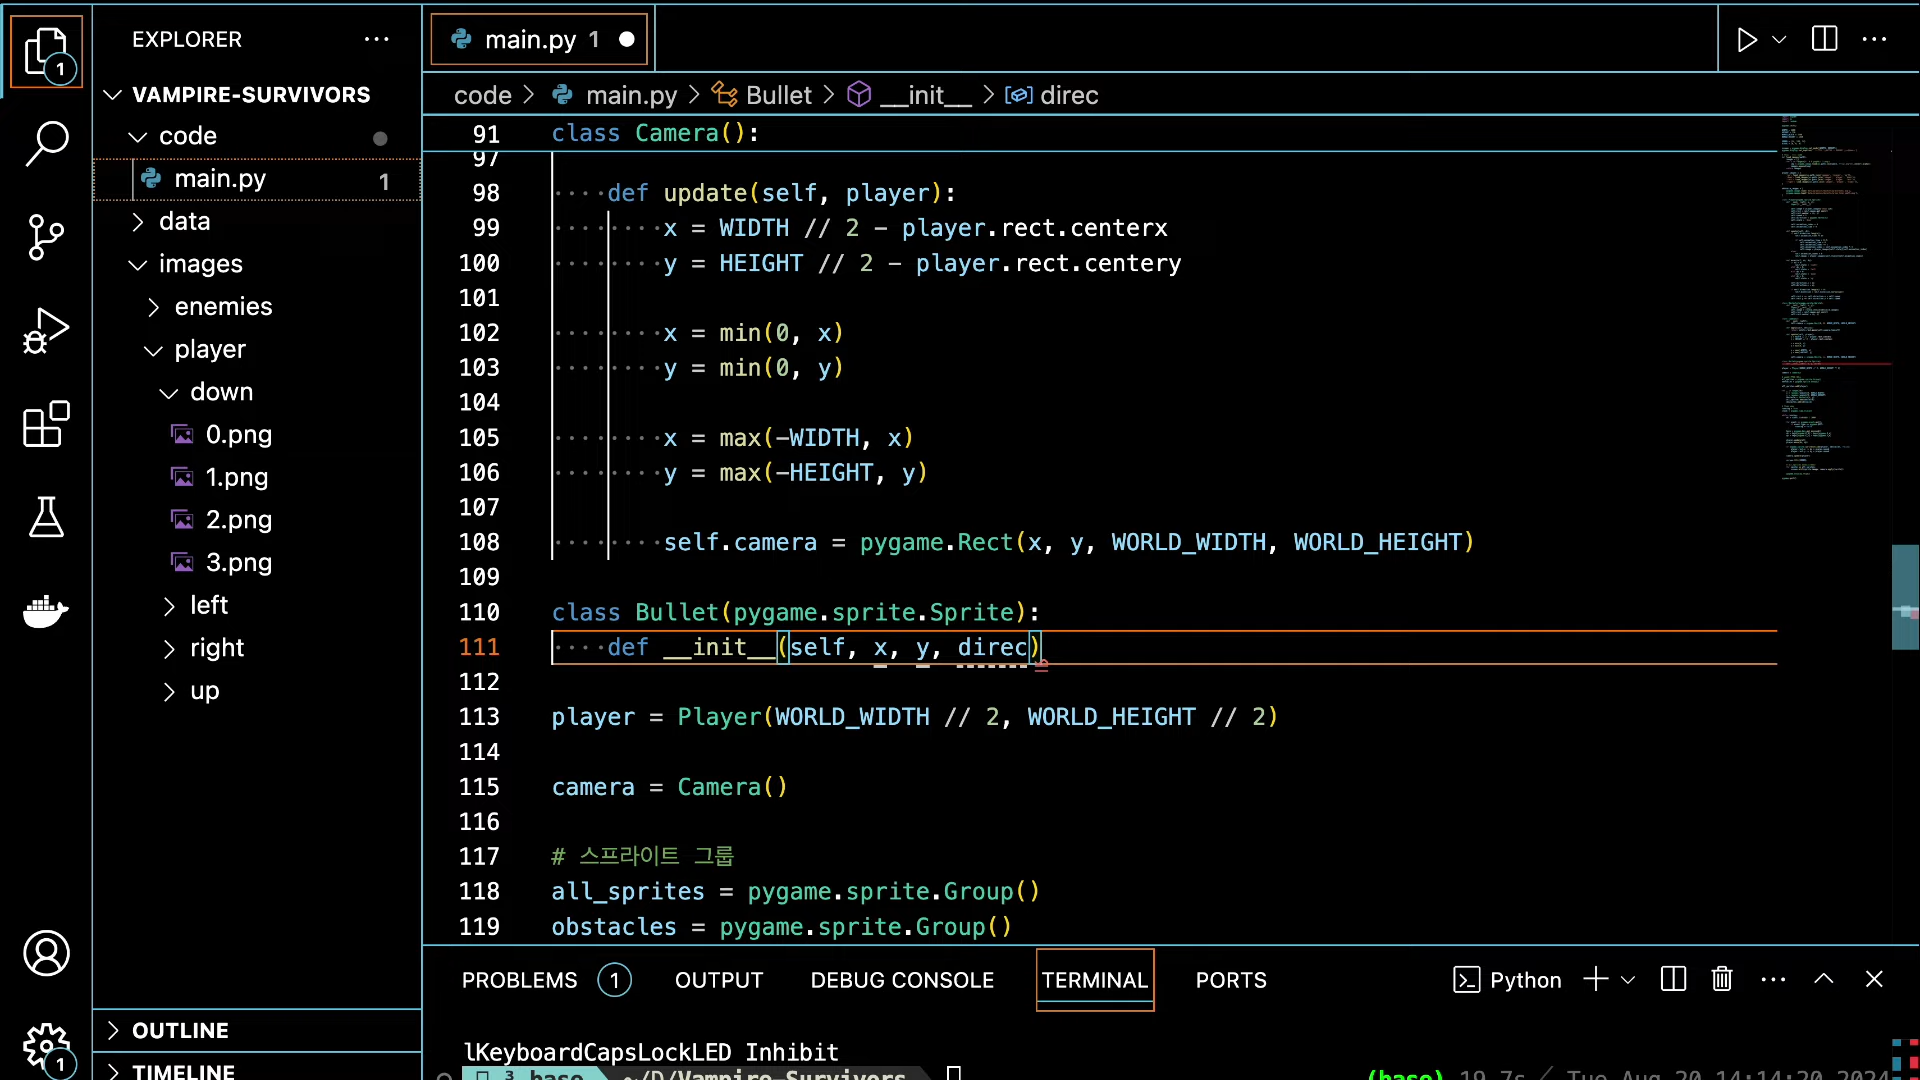 EXPLORER
main.py 1
1
VAMPIRE-SURVIVORS
code > main.py > Bullet > __init__ > direc
code
main.py 1
data
images
enemies
player
down
0.png
1.png
2.png
3.png
left
right
up
OUTLINE
TIMELINE
1
91 class Camera():
97
98 def update(self, player):
99 x = WIDTH // 2 - player.rect.centerx
100 y = HEIGHT // 2 - player.rect.centery
101
102 x = min(0, x)
103 y = min(0, y)
104
105 x = max(-WIDTH, x)
106 y = max(-HEIGHT, y)
107
108 self.camera = pygame.Rect(x, y, WORLD_WIDTH, WORLD_HEIGHT)
109
110 class Bullet(pygame.sprite.Sprite):
111 def __init__(self, x, y, direc)
112
113 player = Player(WORLD_WIDTH // 2, WORLD_HEIGHT // 2)
114
115 camera = Camera()
116
117 # 스프라이트 그룹
118 all_sprites = pygame.sprite.Group()
119 obstacles = pygame.sprite.Group()
PROBLEMS 1 OUTPUT DEBUG CONSOLE TERMINAL PORTS Python
lKeyboardCapsLockLED Inhibit
3 base ~/D/Vampire-Survivors (base) 19.7s / Tue Aug 20 14:14:20 2024